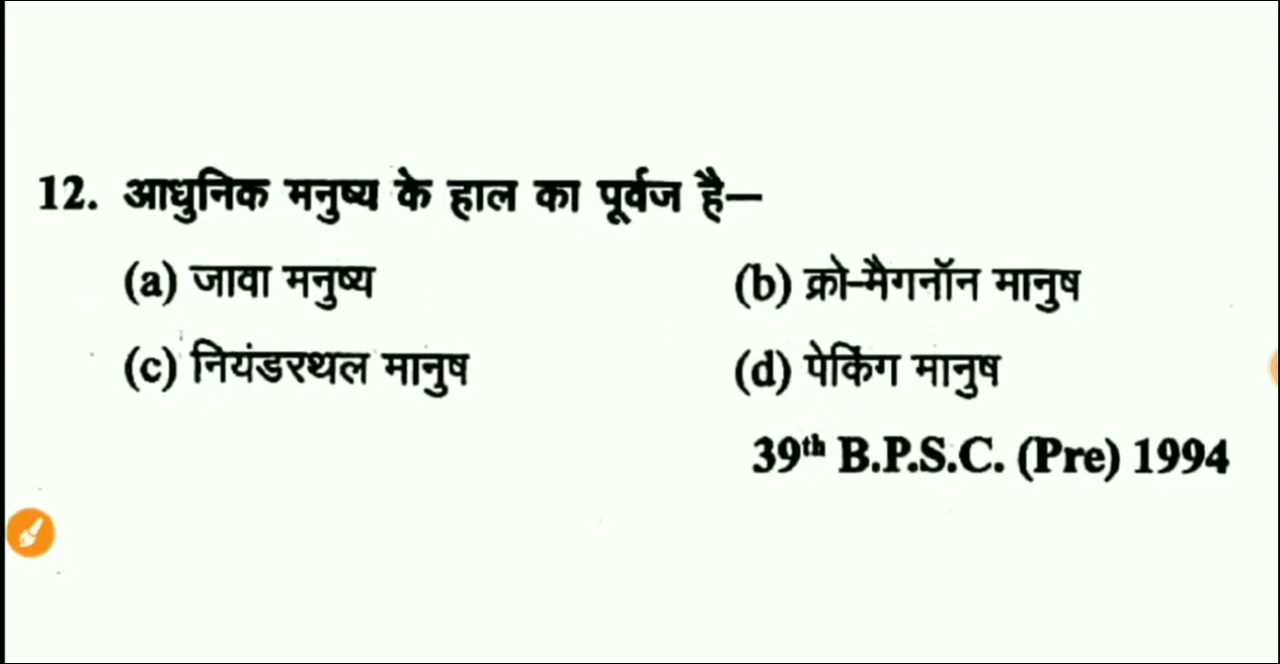 12. आधुनिक मनुष्य के हाल का पूर्वज है—
(a) जावा मनुष्य (b) क्रो-मैगनॉन मानुष
(c) नियंडरथल मानुष (d) पेकिंग मानुष
39th B.P.S.C. (Pre) 1994